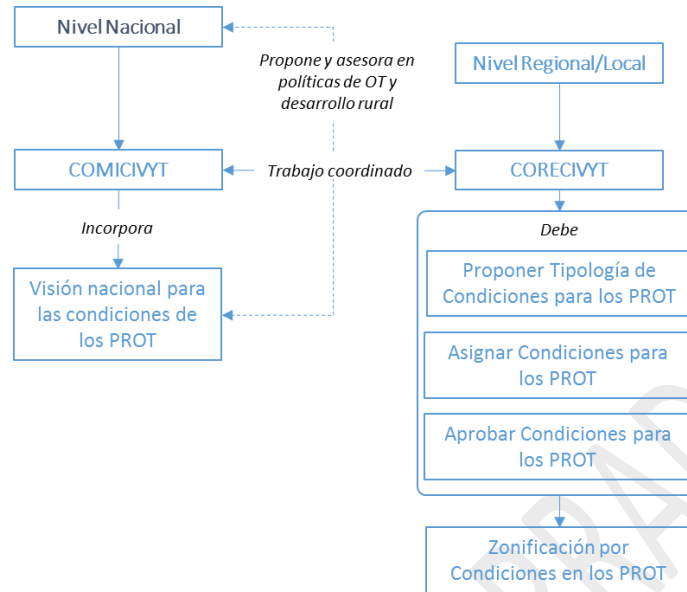 Nivel Nacional
Propone y asesora en
políticas de OT y
desarrollo rural
Nivel Regional/Local
COMICIVYT
Trabajo coordinado
CORECIVYT
Incorpora
Visión nacional para
las condiciones de
los PROT
Debe
Proponer Tipología de
Condiciones para los PROT
Asignar Condiciones para
los PROT
Aprobar Condiciones para
los PROT
Zonificación por
Condiciones en los PROT